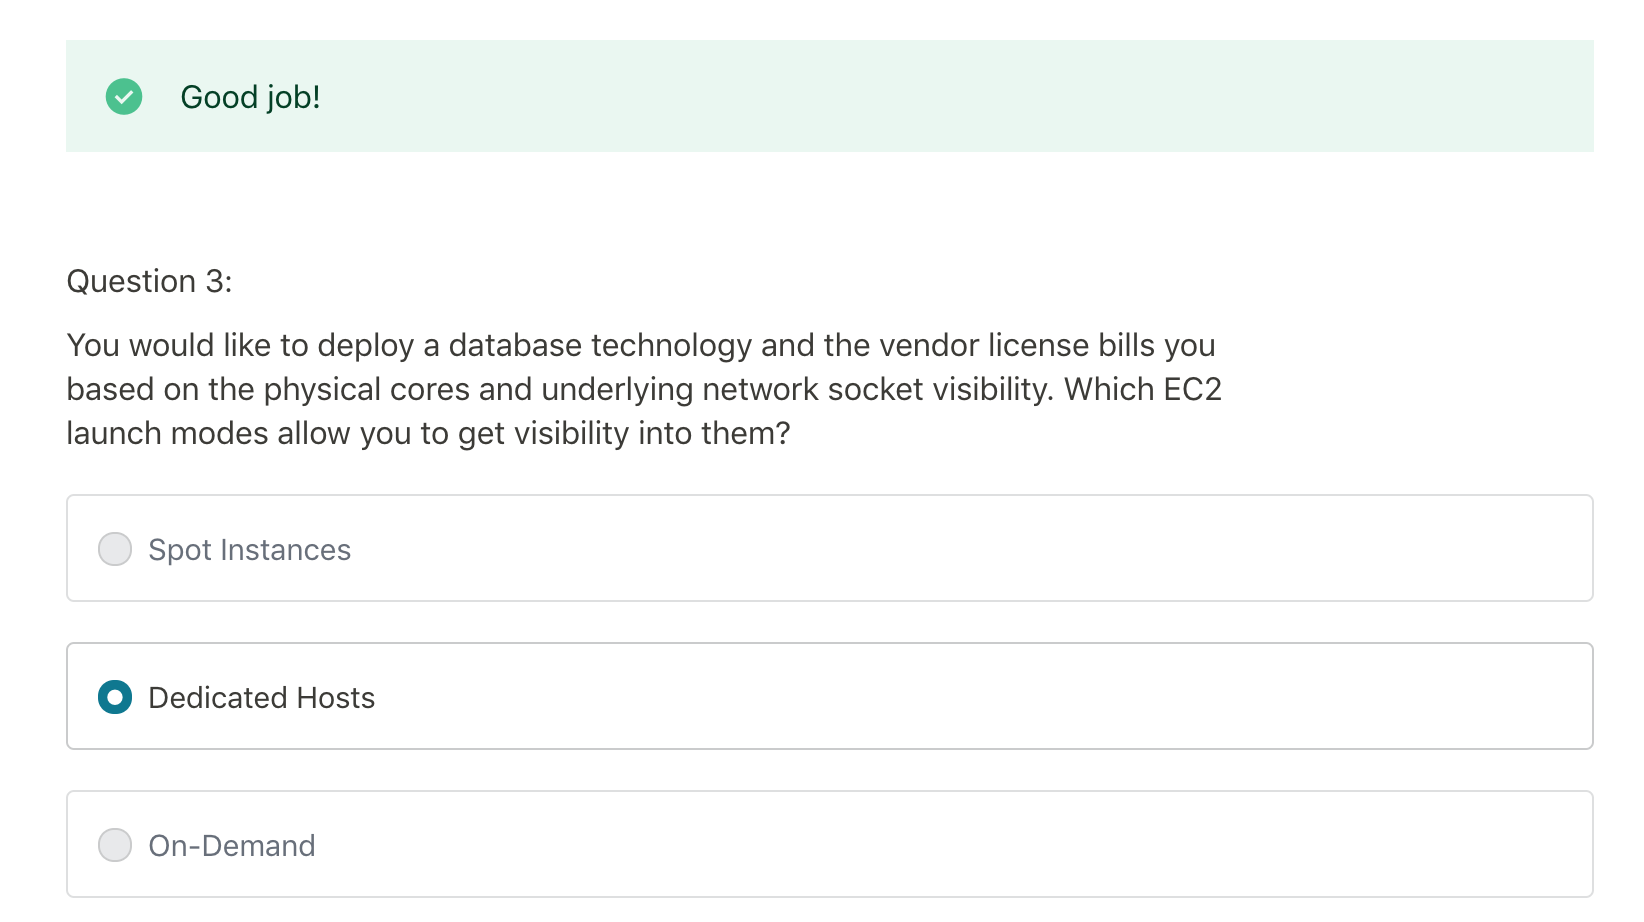 Good job!
Question 3:
You would like to deploy a database technology and the vendor license bills you
based on the physical cores and underlying network socket visibility. Which EC2
launch modes allow you to get visibility into them?
Spot Instances
Dedicated Hosts
On-Demand